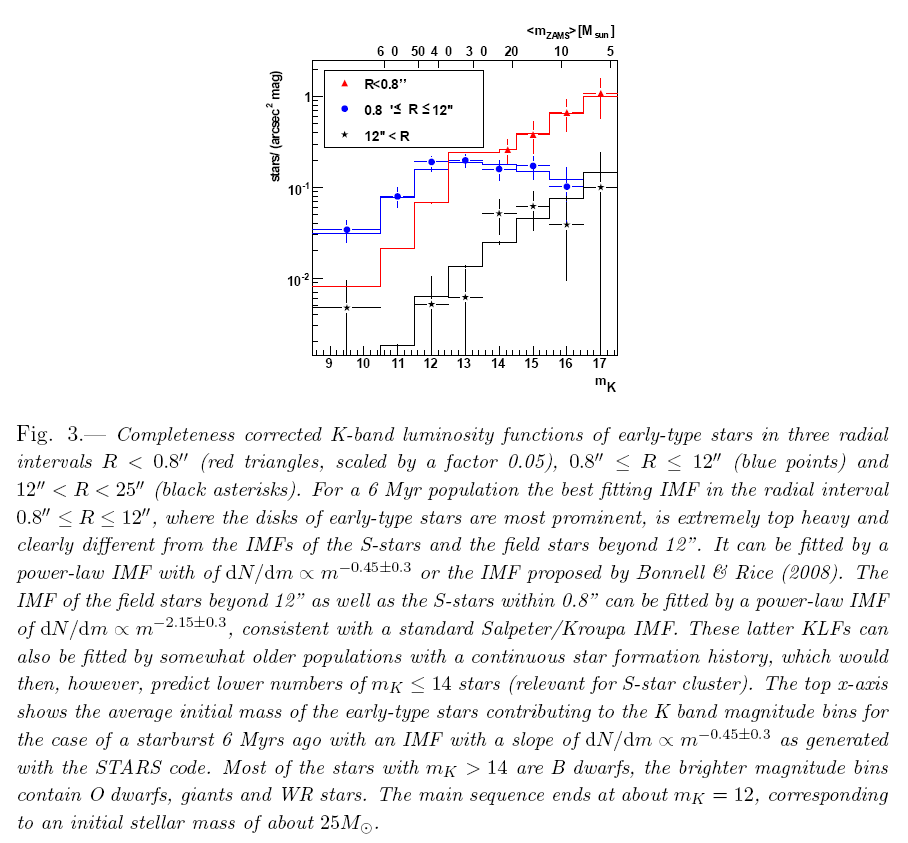 <m_ZAMS>[M_sun]
6 0 50 4 0 3 0 20 10 5
R<0.8''
0.8 '≤ R ≤12"
12" < R
stars/ (arcsec² mag)
1
10⁻¹
10⁻²
9 10 11 12 13 14 15 16 17
m_K
Fig. 3.— Completeness corrected K-band luminosity functions of early-type stars in three radial
intervals R < 0.8″ (red triangles, scaled by a factor 0.05), 0.8″ ≤ R ≤ 12″ (blue points) and
12″ < R < 25″ (black asterisks). For a 6 Myr population the best fitting IMF in the radial interval
0.8″ ≤ R ≤ 12″, where the disks of early-type stars are most prominent, is extremely top heavy and
clearly different from the IMFs of the S-stars and the field stars beyond 12”. It can be fitted by a
power-law IMF with of dN/dm ∝ m^−0.45±0.3 or the IMF proposed by Bonnell & Rice (2008). The
IMF of the field stars beyond 12” as well as the S-stars within 0.8” can be fitted by a power-law IMF
of dN/dm ∝ m^−2.15±0.3, consistent with a standard Salpeter/Kroupa IMF. These latter KLFs can
also be fitted by somewhat older populations with a continuous star formation history, which would
then, however, predict lower numbers of m_K ≤ 14 stars (relevant for S-star cluster). The top x-axis
shows the average initial mass of the early-type stars contributing to the K band magnitude bins for
the case of a starburst 6 Myrs ago with an IMF with a slope of dN/dm ∝ m^−0.45±0.3 as generated
with the STARS code. Most of the stars with m_K > 14 are B dwarfs, the brighter magnitude bins
contain O dwarfs, giants and WR stars. The main sequence ends at about m_K = 12, corresponding
to an initial stellar mass of about 25M⊙.